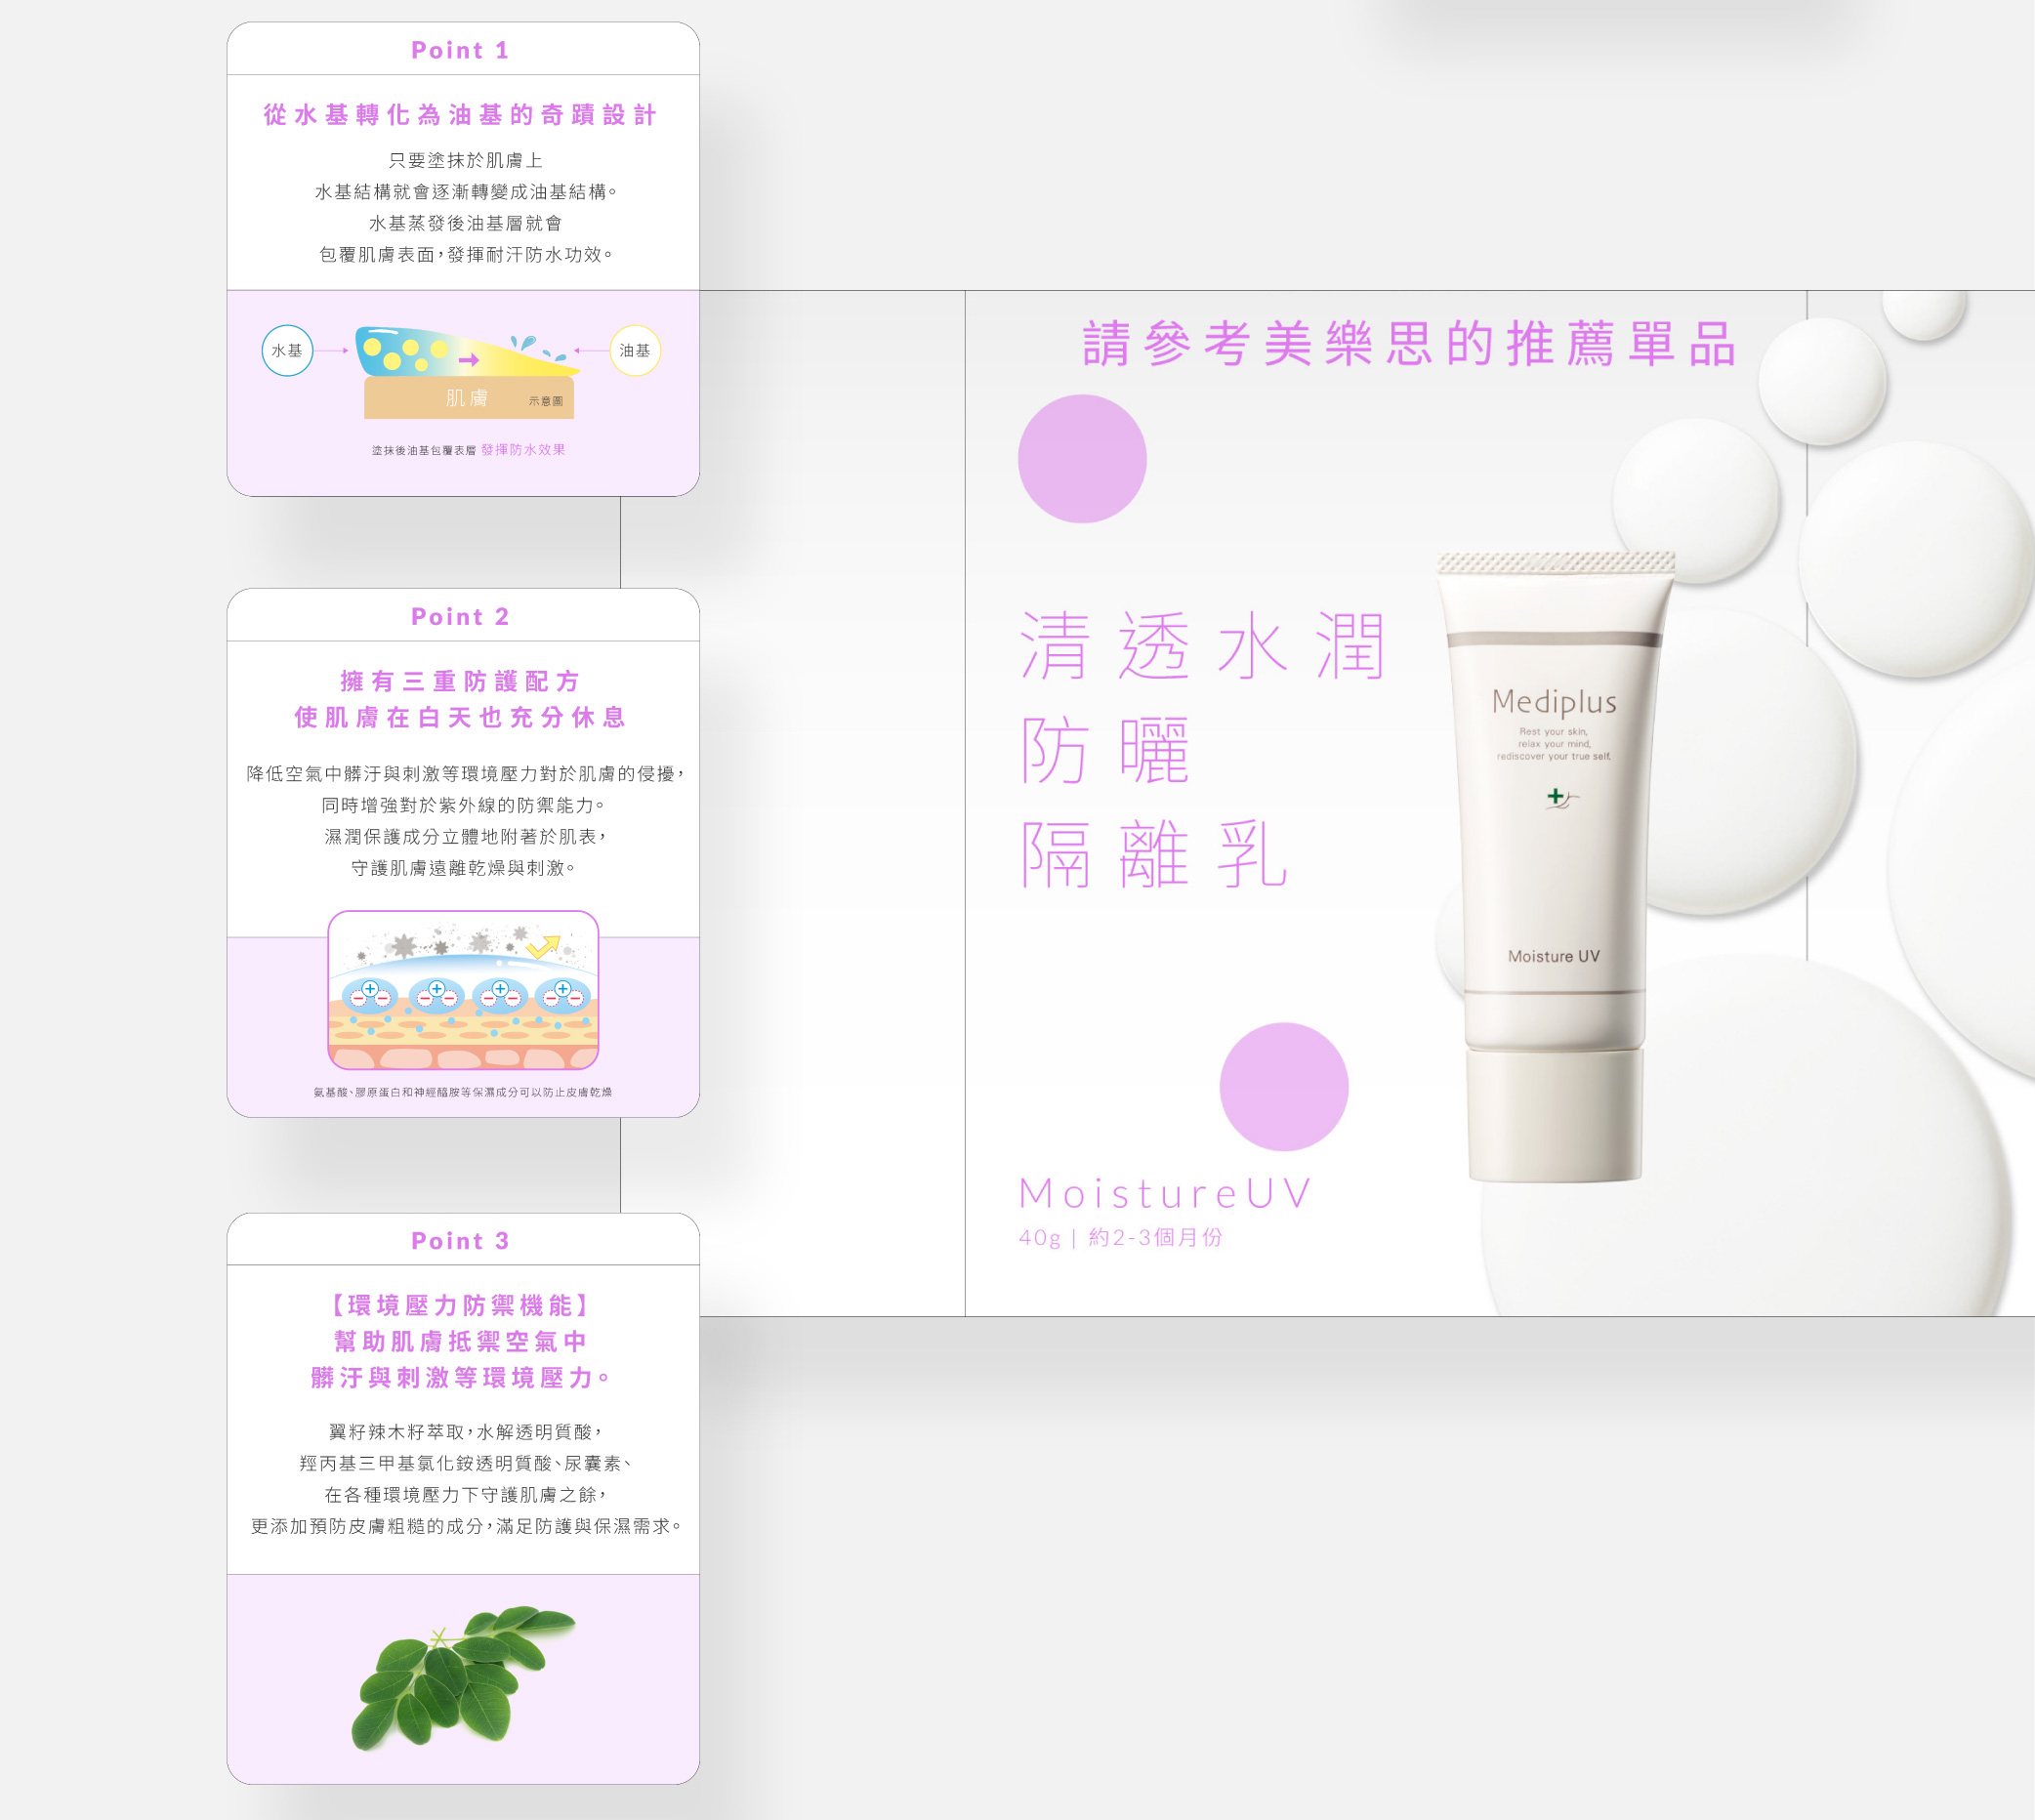 Point 1
從水基轉化為油基的奇蹟設計
只要塗抹於肌膚上
水基結構就會逐漸轉變成油基結構。
水基蒸發後油基層就會
包覆肌膚表面,發揮耐汗防水功效。
水基
油基
肌膚
示意圖
塗抹後油基包覆表層 發揮防水效果
Point 2
擁有三重防護配方
使肌膚在白天也充分休息
降低空氣中髒汙與刺激等環境壓力對於肌膚的侵擾,
同時增強對於紫外線的防禦能力。
濕潤保護成分立體地附著於肌表,
守護肌膚遠離乾燥與刺激。
氨基酸、膠原蛋白和神經醯胺等保濕成分可以防止皮膚乾燥
Point 3
【環境壓力防禦機能】
幫助肌膚抵禦空氣中
髒汙與刺激等環境壓力。
翼籽辣木籽萃取,水解透明質酸,
羥丙基三甲基氯化銨透明質酸、尿囊素、
在各種環境壓力下守護肌膚之餘,
更添加預防皮膚粗糙的成分,滿足防護與保濕需求。
請參考美樂思的推薦單品
清透水潤
防曬
隔離乳
MoistureUV
40g | 約2-3個月份
Mediplus
Rest your skin,
relax your mind,
rediscover your true self.
Moisture UV